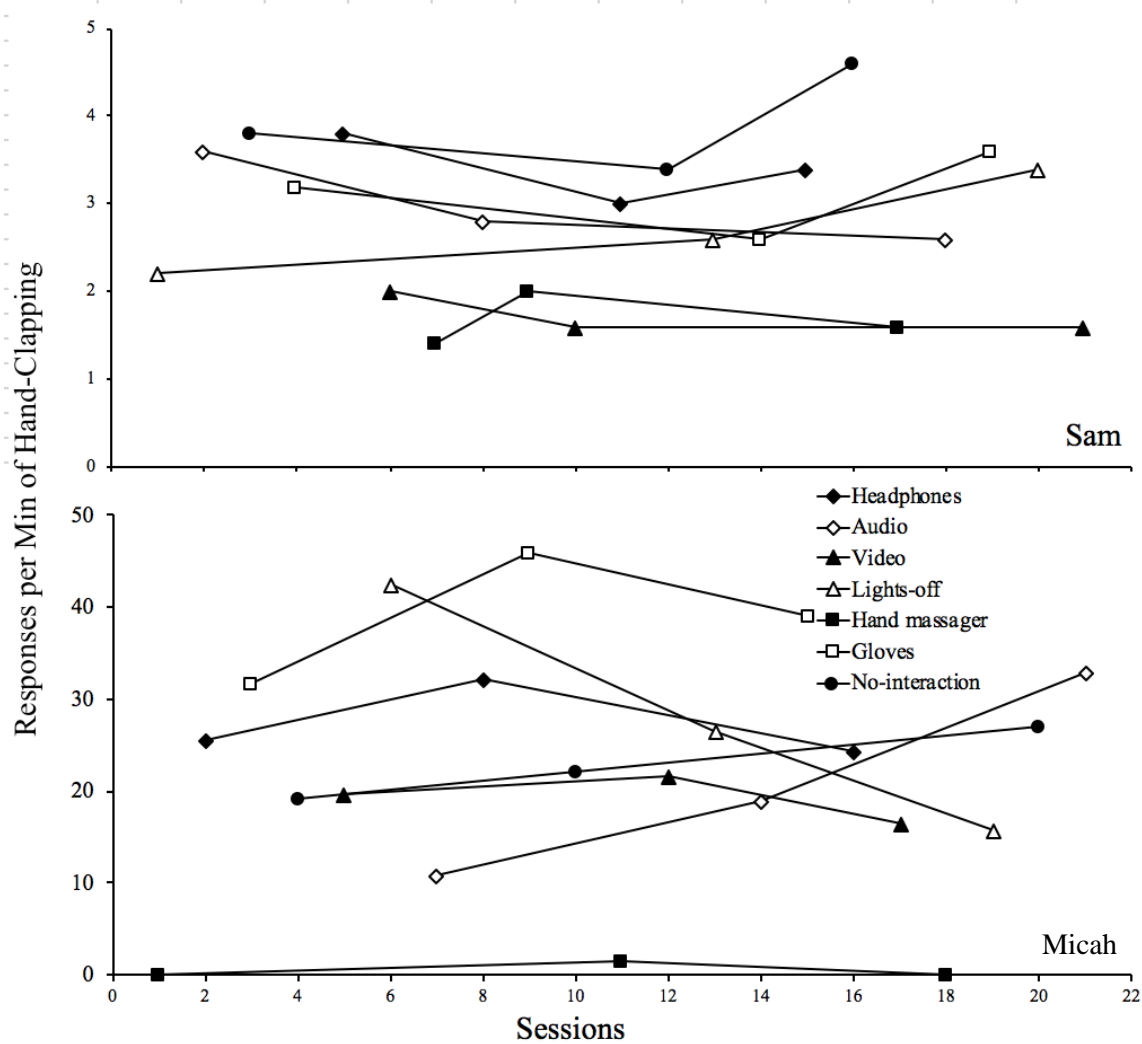 5
4
3
2
1
0
Sam
Responses per Min of Hand-Clapping
50
40
30
20
10
0
Headphones
Audio
Video
Lights-off
Hand massager
Gloves
No-interaction
Micah
0 2 4 6 8 10 12 14 16 18 20 22
Sessions